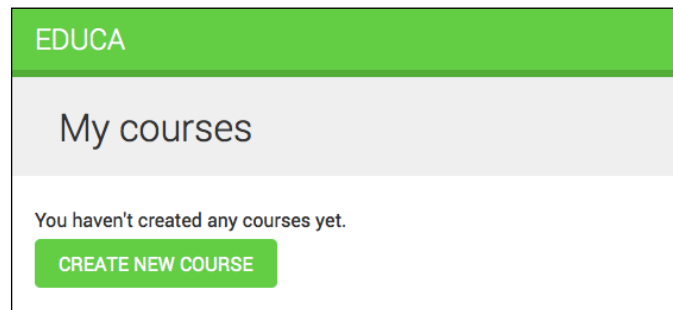 EDUCA
My courses
You haven't created any courses yet.
CREATE NEW COURSE